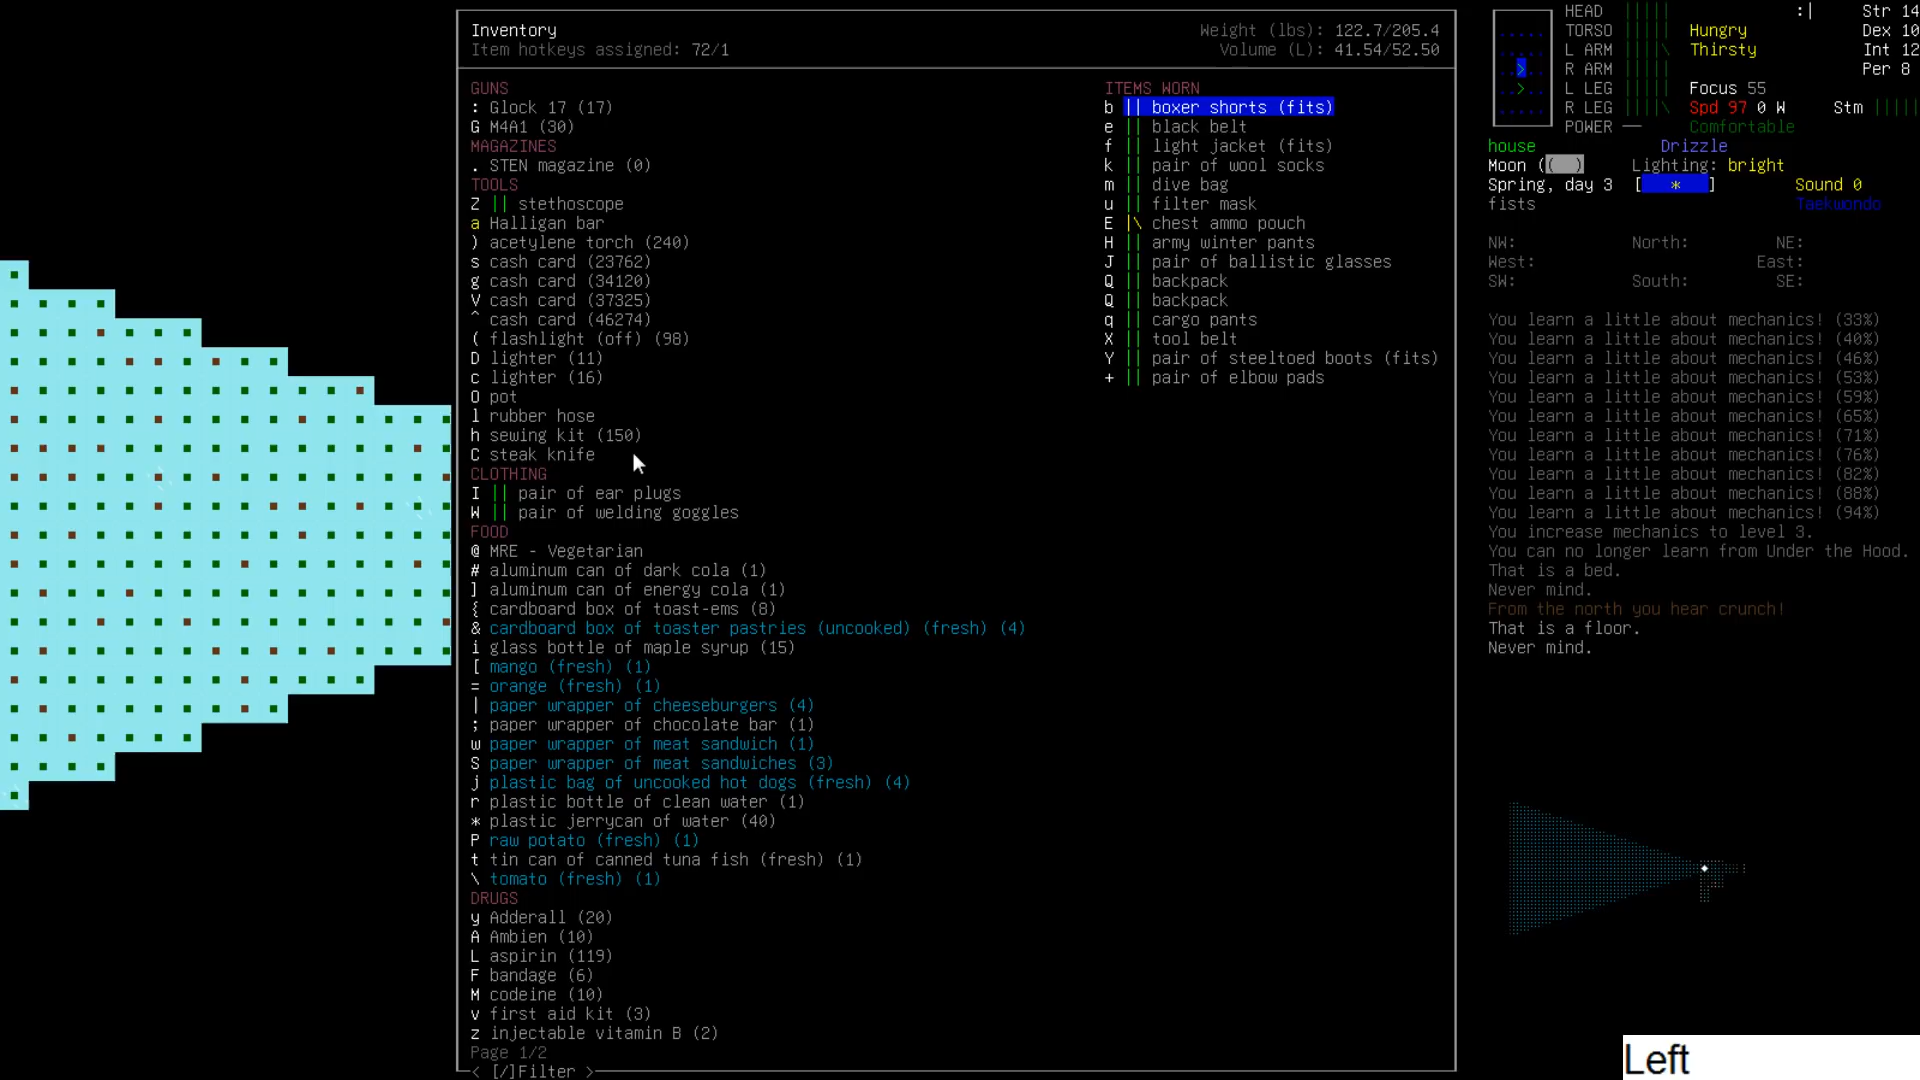 Inventory
Item hotkeys assigned: 72/1
Weight (lbs): 122.7/205.4
Volume (L): 41.54/52.50
GUNS
: Glock 17 (17)
G M4A1 (30)
MAGAZINES
. STEN magazine (0)
TOOLS
Z || stethoscope
a Halligan bar
) acetylene torch (240)
s cash card (23762)
g cash card (34120)
V cash card (37325)
^ cash card (46274)
( flashlight (off) (98)
D lighter (11)
c lighter (16)
O pot
l rubber hose
h sewing kit (150)
C steak knife
CLOTHING
I || pair of ear plugs
W || pair of welding goggles
FOOD
@ MRE - Vegetarian
# aluminum can of dark cola (1)
] aluminum can of energy cola (1)
{ cardboard box of toast-ems (8)
& cardboard box of toaster pastries (uncooked) (fresh) (4)
i glass bottle of maple syrup (15)
[ mango (fresh) (1)
= orange (fresh) (1)
| paper wrapper of cheeseburgers (4)
; paper wrapper of chocolate bar (1)
w paper wrapper of meat sandwich (1)
S paper wrapper of meat sandwiches (3)
j plastic bag of uncooked hot dogs (fresh) (4)
r plastic bottle of clean water (1)
* plastic jerrycan of water (40)
P raw potato (fresh) (1)
t tin can of canned tuna fish (fresh) (1)
\ tomato (fresh) (1)
DRUGS
y Adderall (20)
A Ambien (10)
L aspirin (119)
F bandage (6)
M codeine (10)
v first aid kit (3)
z injectable vitamin B (2)
Page 1/2
< [/]Filter >
ITEMS WORN
b || boxer shorts (fits)
e || black belt
f || light jacket (fits)
k || pair of wool socks
m || dive bag
u || filter mask
E |\ chest ammo pouch
H || army winter pants
J || pair of ballistic glasses
Q || backpack
Q || backpack
q || cargo pants
X || tool belt
Y || pair of steeltoed boots (fits)
+ || pair of elbow pads
HEAD ||||| :| Str 14
TORSO ||||| Hungry Dex 10
L ARM ||||\ Thirsty Int 12
R ARM ||||| Per 8
L LEG ||||| Focus 55
R LEG ||||\ Spd 97 0 W Stm |||||
POWER — Comfortable
house Drizzle
Moon (( ) Lighting: bright
Spring, day 3 [ * ] Sound 0
fists Taekwondo
NW: North: NE:
West: East:
SW: South: SE:
You learn a little about mechanics! (33%)
You learn a little about mechanics! (40%)
You learn a little about mechanics! (46%)
You learn a little about mechanics! (53%)
You learn a little about mechanics! (59%)
You learn a little about mechanics! (65%)
You learn a little about mechanics! (71%)
You learn a little about mechanics! (76%)
You learn a little about mechanics! (82%)
You learn a little about mechanics! (88%)
You learn a little about mechanics! (94%)
You increase mechanics to level 3.
You can no longer learn from Under the Hood.
That is a bed.
Never mind.
From the north you hear crunch!
That is a floor.
Never mind.
Left